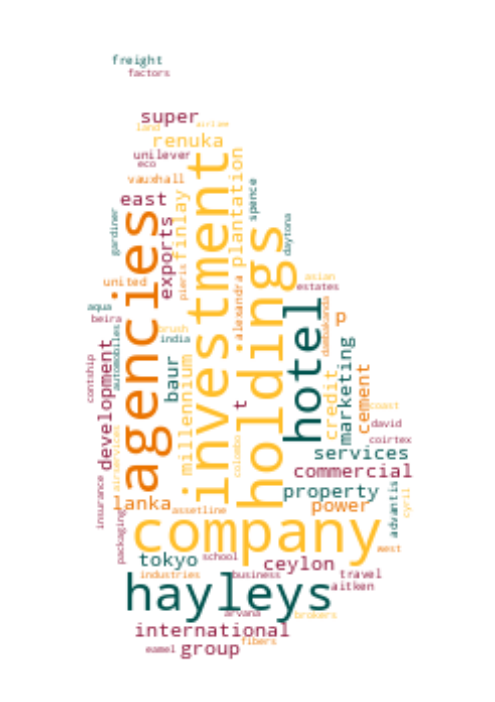 freight
factors
super
land
airline
renuka
unilever
eco
vauxhall
east
gardiner
agencies
exports
finlay
pieris
investment
plantation
spence
daytona
holdings
alexandra
asian
estates
united
aqua
beira
automobiles
contship
development
brush
india
baur
millennium
hotel
dambakanda
p
credit
marketing
cement
coast
david
coirtex
t
colombo
services
commercial
airservices
insurance
lanka
assetline
property
power
advantis
cyril
packaging
company
west
tokyo
school
ceylon
industries
business
travel
aitken
hayleys
arvana
brokers
international
fibers
eamel
group